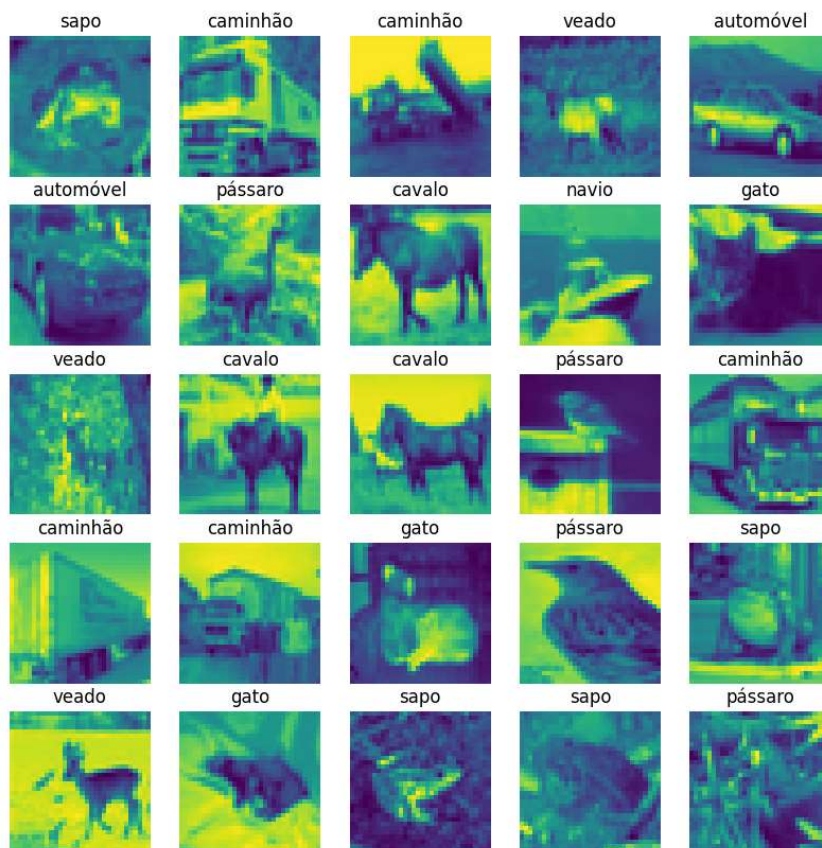 sapo caminhão caminhão veado automóvel
automóvel pássaro cavalo navio gato
veado cavalo cavalo pássaro caminhão
caminhão caminhão gato pássaro sapo
veado gato sapo sapo pássaro